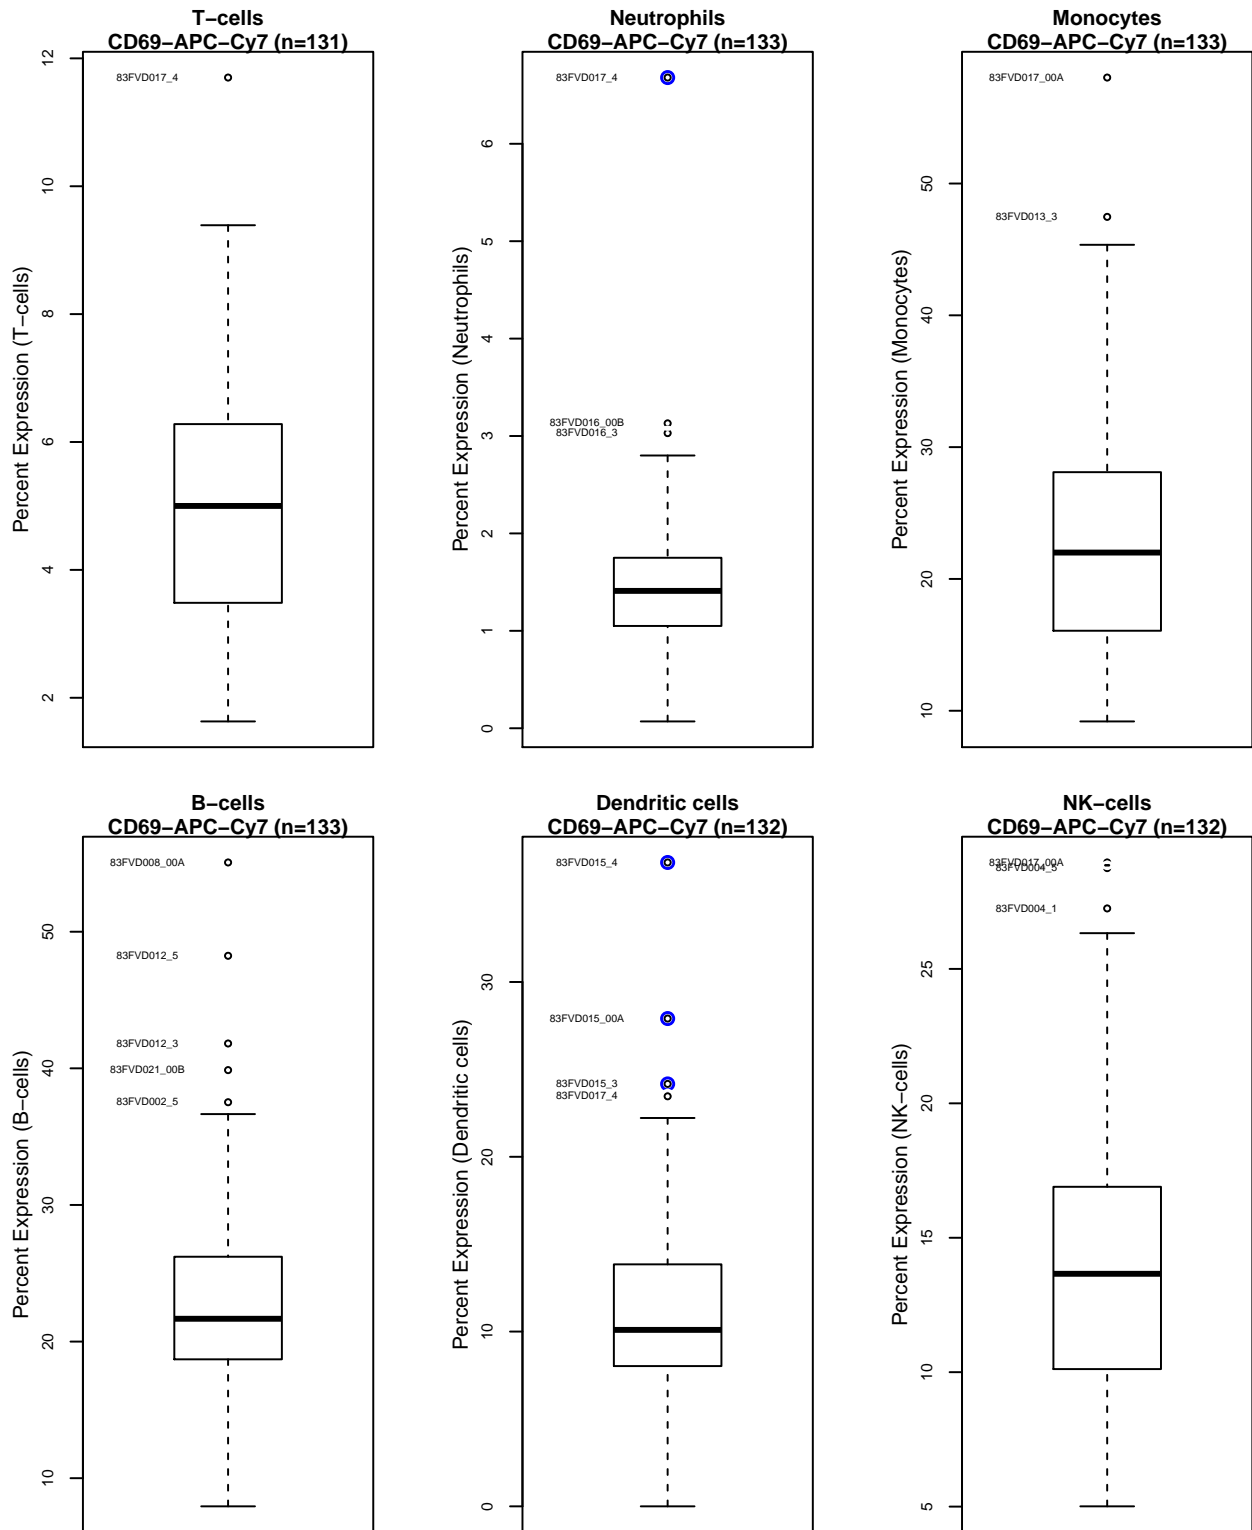 T−cells
CD69−APC−Cy7 (n=131)
Percent Expression (T−cells)
12
10
8
6
4
2
83FVD017_4
Neutrophils
CD69−APC−Cy7 (n=133)
Percent Expression (Neutrophils)
6
5
4
3
2
1
0
83FVD017_4
83FVD016_00B
83FVD016_3
Monocytes
CD69−APC−Cy7 (n=133)
Percent Expression (Monocytes)
50
40
30
20
10
83FVD017_00A
83FVD013_3
B−cells
CD69−APC−Cy7 (n=133)
Percent Expression (B−cells)
50
40
30
20
10
83FVD008_00A
83FVD012_5
83FVD012_3
83FVD021_00B
83FVD002_5
Dendritic cells
CD69−APC−Cy7 (n=132)
Percent Expression (Dendritic cells)
30
20
10
0
83FVD015_4
83FVD015_00A
83FVD015_3
83FVD017_4
NK−cells
CD69−APC−Cy7 (n=132)
Percent Expression (NK−cells)
25
20
15
10
5
83FVD017_00A
83FVD004_5
83FVD004_1